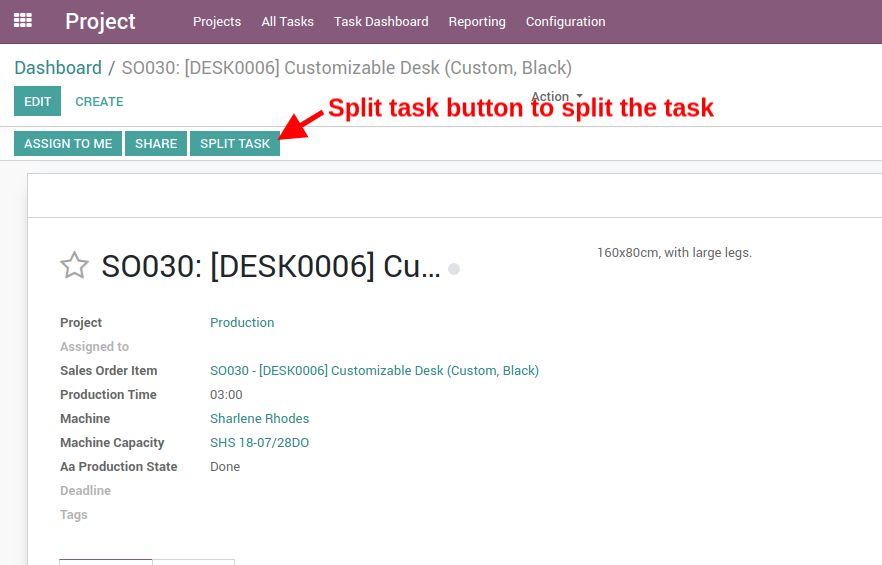 Project Projects All Tasks Task Dashboard Reporting Configuration
Dashboard / SO030: [DESK0006] Customizable Desk (Custom, Black)
EDIT CREATE Action
Split task button to split the task
ASSIGN TO ME SHARE SPLIT TASK
160x80cm, with large legs.
SO030: [DESK0006] Cu...
Project Production
Assigned to
Sales Order Item SO030 - [DESK0006] Customizable Desk (Custom, Black)
Production Time 03:00
Machine Sharlene Rhodes
Machine Capacity SHS 18-07/28DO
Aa Production State Done
Deadline
Tags